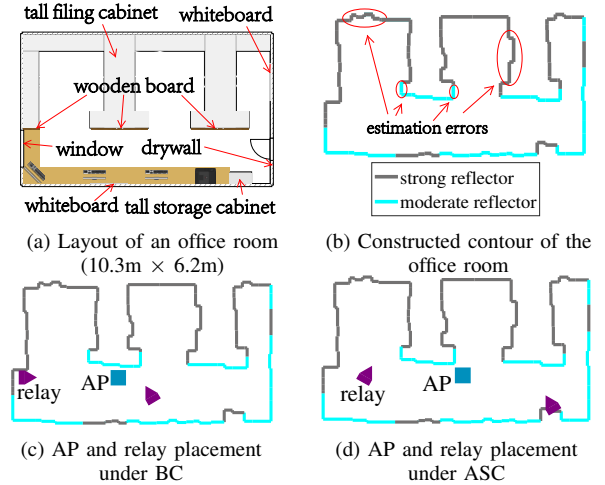 tall filing cabinet
whiteboard
wooden board
window
drywall
whiteboard
tall storage cabinet
(a) Layout of an office room
(10.3m × 6.2m)
estimation errors
strong reflector
moderate reflector
(b) Constructed contour of the
office room
relay
AP
(c) AP and relay placement
under BC
relay
AP
(d) AP and relay placement
under ASC